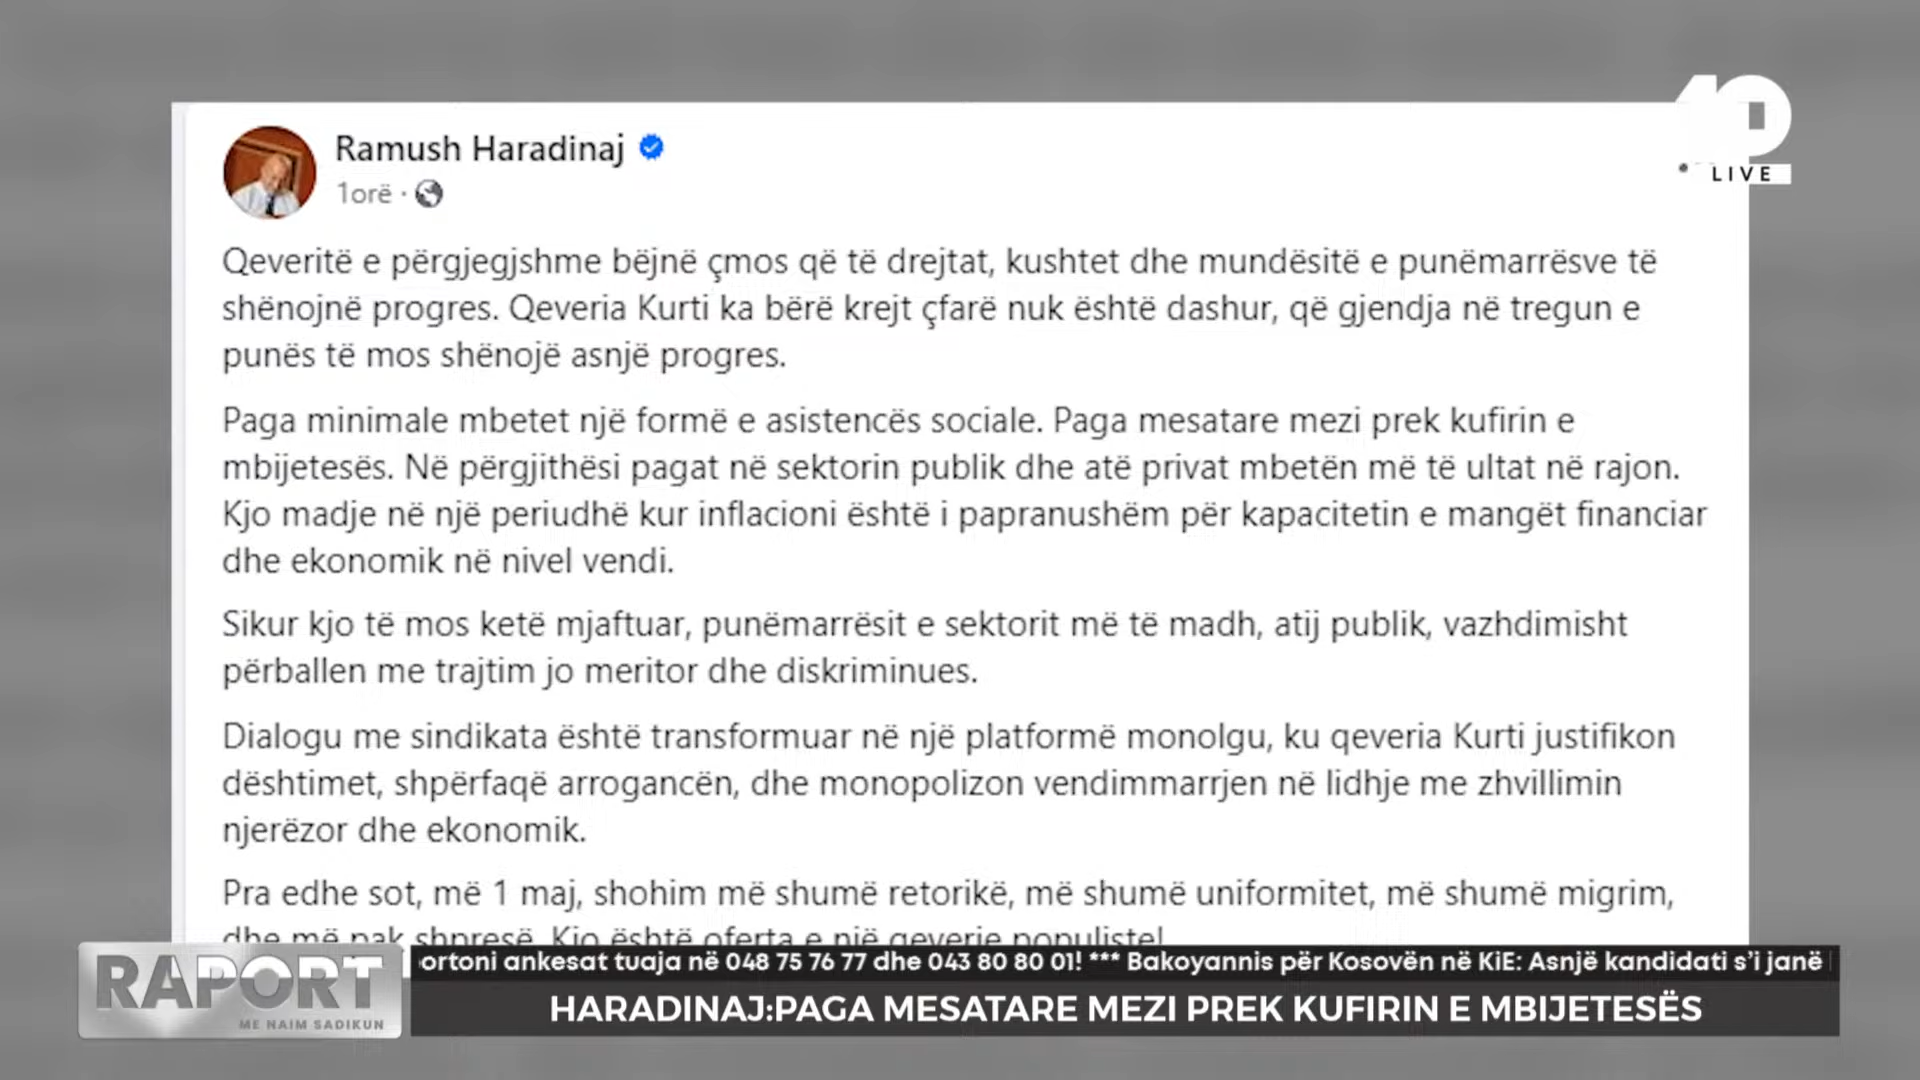 Ramush Haradinaj
1orë ·
Qeveritë e përgjegjshme bëjnë çmos që të drejtat, kushtet dhe mundësitë e punëmarrësve të
shënojnë progres. Qeveria Kurti ka bërë krejt çfarë nuk është dashur, që gjendja në tregun e
punës të mos shënojë asnjë progres.
Paga minimale mbetet një formë e asistencës sociale. Paga mesatare mezi prek kufirin e
mbijetesës. Në përgjithësi pagat në sektorin publik dhe atë privat mbetën më të ultat në rajon.
Kjo madje në një periudhë kur inflacioni është i papranushëm për kapacitetin e mangët financiar
dhe ekonomik në nivel vendi.
Sikur kjo të mos ketë mjaftuar, punëmarrësit e sektorit më të madh, atij publik, vazhdimisht
përballen me trajtim jo meritor dhe diskriminues.
Dialogu me sindikata është transformuar në një platformë monolgu, ku qeveria Kurti justifikon
dështimet, shpërfaqë arrogancën, dhe monopolizon vendimmarrjen në lidhje me zhvillimin
njerëzor dhe ekonomik.
Pra edhe sot, më 1 maj, shohim më shumë retorikë, më shumë uniformitet, më shumë migrim,
dhe më pak shpresë. Kjo është oferta e një qeverie populiste!
LIVE
RAPORT
ME NAIM SADIKUN
ortoni ankesat tuaja në 048 75 76 77 dhe 043 80 80 01! *** Bakoyannis për Kosovën në KiE: Asnjë kandidati s'i janë
HARADINAJ:PAGA MESATARE MEZI PREK KUFIRIN E MBIJETESËS